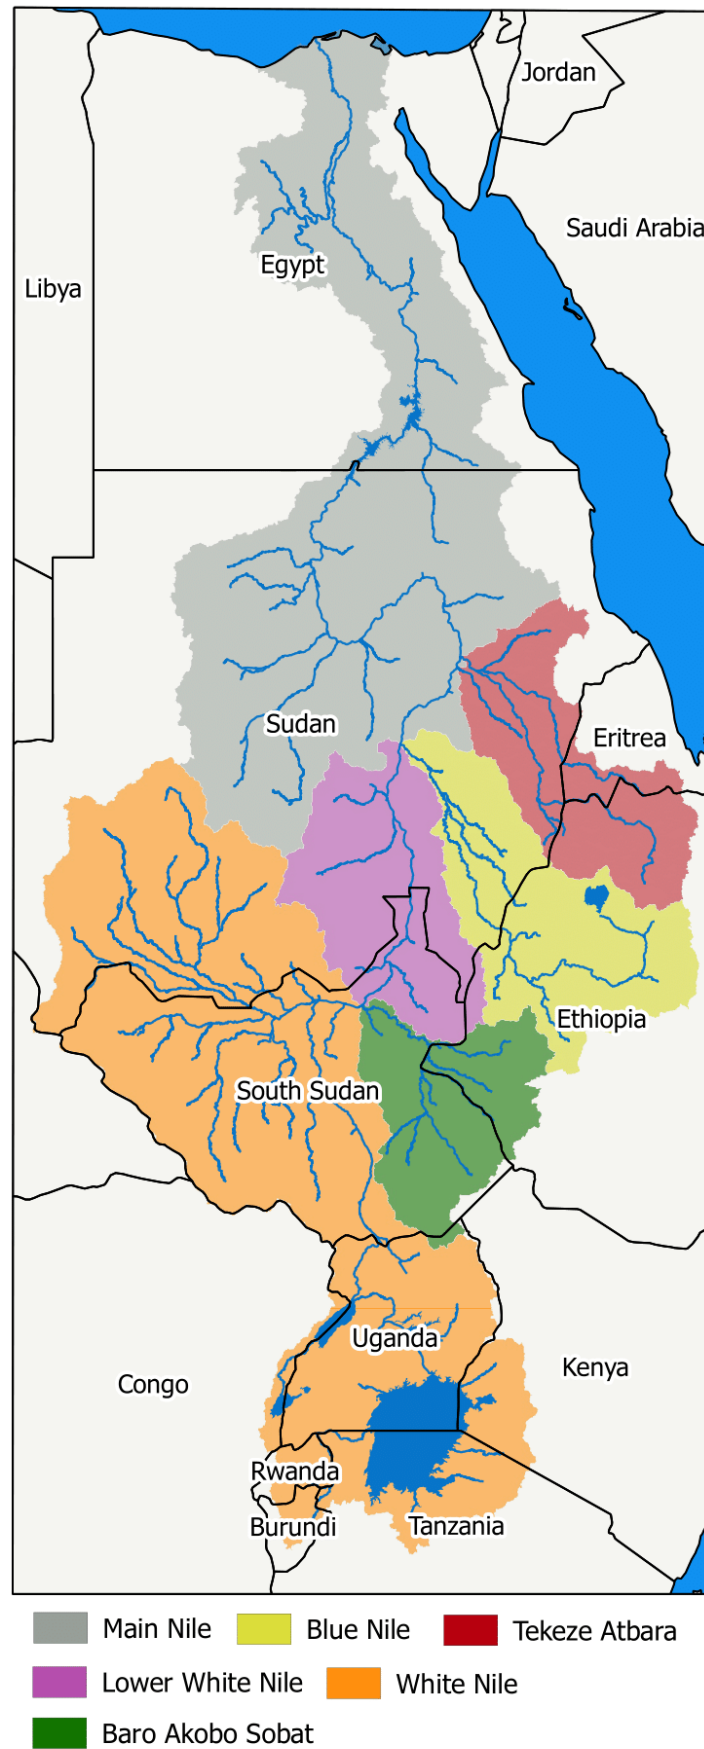 Jordan
Saudi Arabia
Egypt
Libya
Sudan
Eritrea
Ethiopia
South Sudan
Uganda
Kenya
Congo
Rwanda
Burundi
Tanzania
Main Nile
Blue Nile
Tekeze Atbara
Lower White Nile
White Nile
Baro Akobo Sobat